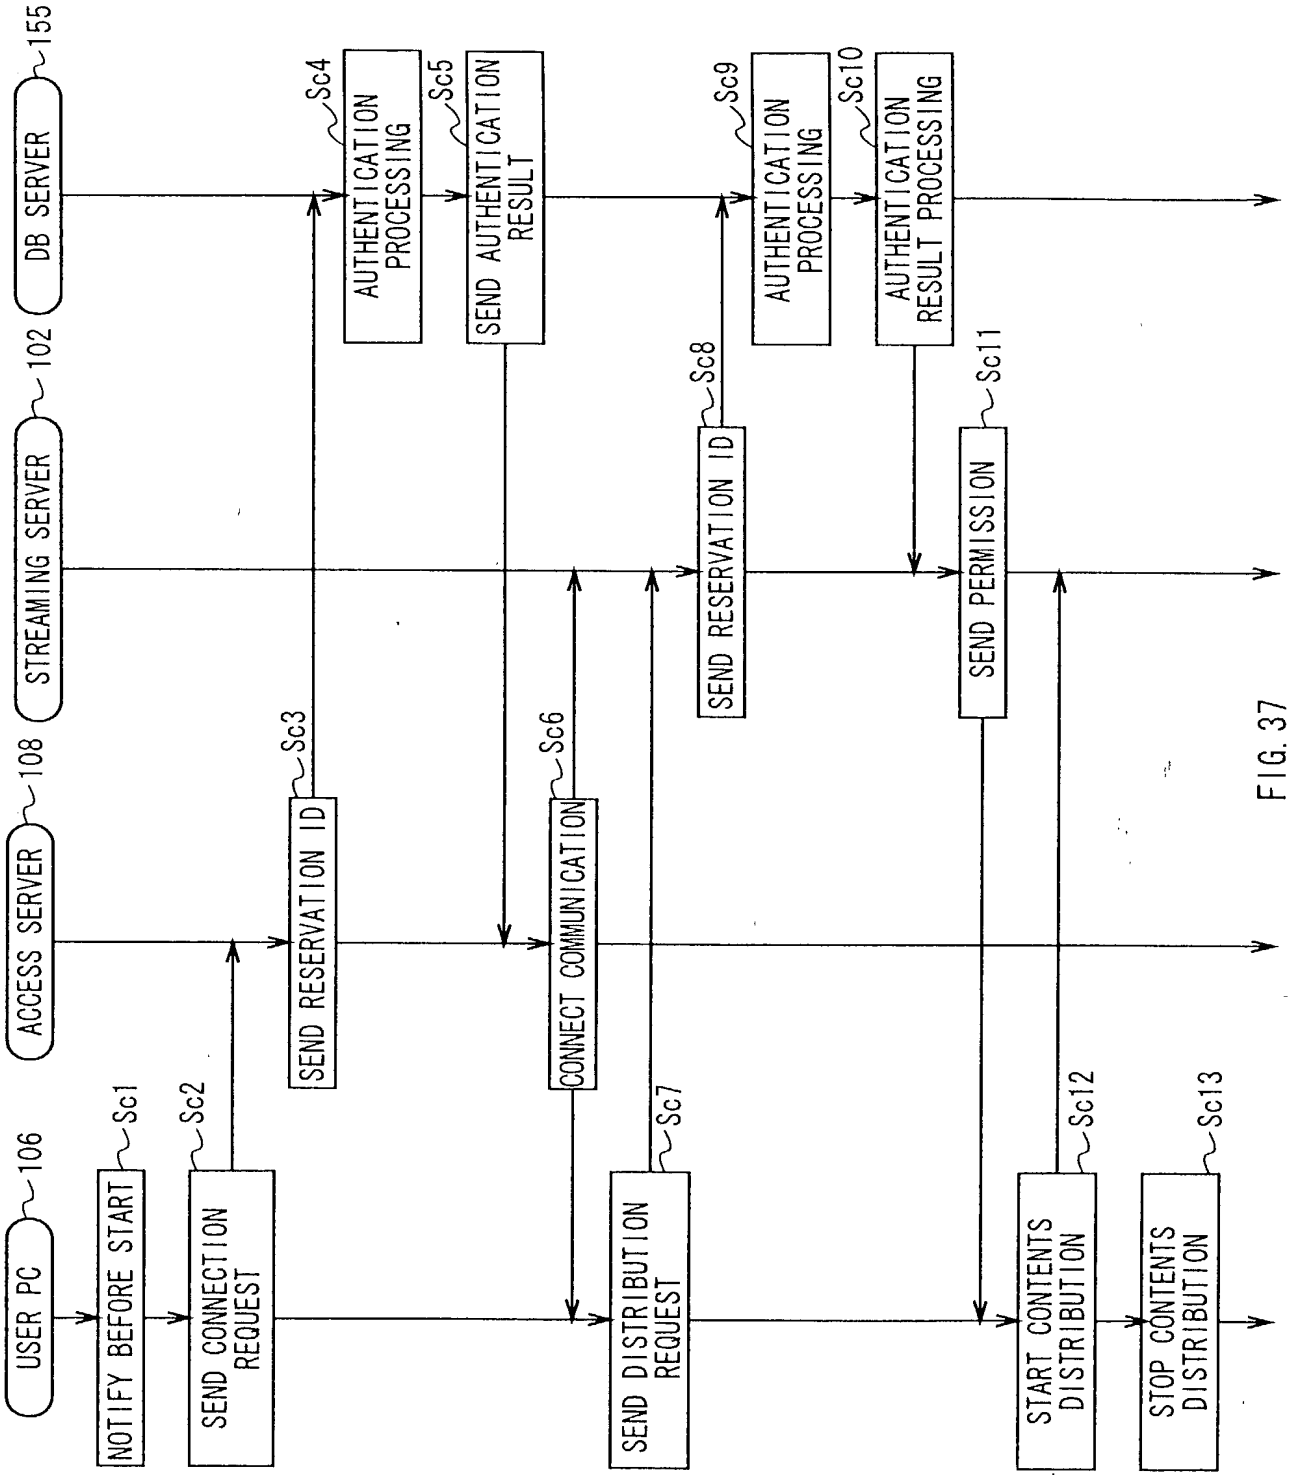 USER PC
106
ACCESS SERVER
108
STREAMING SERVER
102
DB SERVER
155
NOTIFY BEFORE START
Sc1
SEND CONNECTION
REQUEST
Sc2
SEND RESERVATION ID
Sc3
AUTHENTICATION
PROCESSING
Sc4
SEND AUTHENTICATION
RESULT
Sc5
CONNECT COMMUNICATION
Sc6
SEND DISTRIBUTION
REQUEST
Sc7
SEND RESERVATION ID
Sc8
AUTHENTICATION
PROCESSING
Sc9
AUTHENTICATION
RESULT PROCESSING
Sc10
SEND PERMISSION
Sc11
START CONTENTS
DISTRIBUTION
Sc12
STOP CONTENTS
DISTRIBUTION
Sc13
FIG. 37